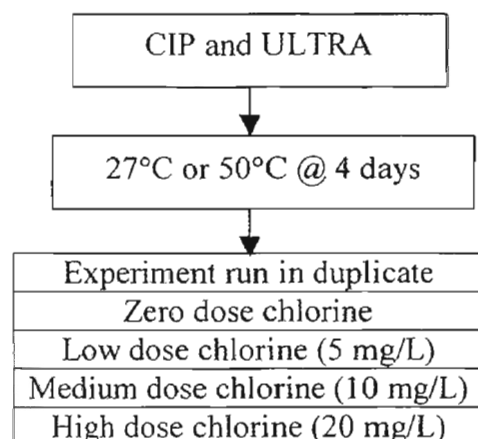 CIP and ULTRA
27°C or 50°C @ 4 days
Experiment run in duplicate
Zero dose chlorine
Low dose chlorine (5 mg/L)
Medium dose chlorine (10 mg/L)
High dose chlorine (20 mg/L)